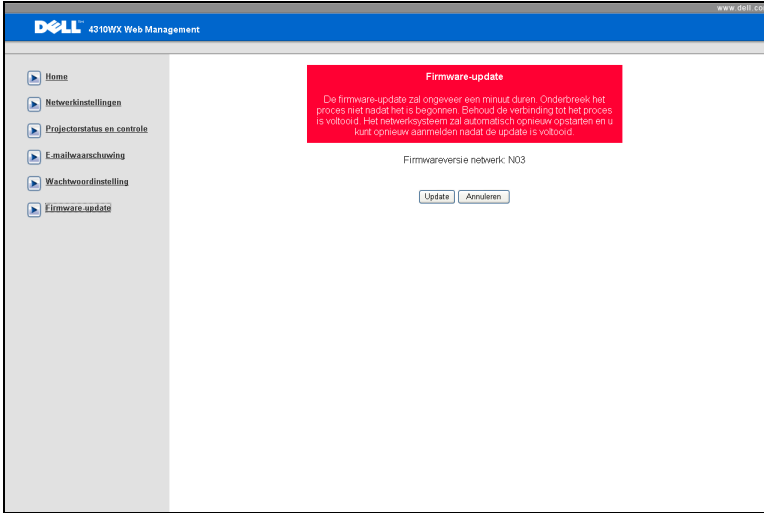 www.dell.com
DELL™ 4310WX Web Management
Home
Netwerkinstellingen
Projectorstatus en controle
E-mailwaarschuwing
Wachtwoordinstelling
Firmware-update
Firmware-update
De firmware-update zal ongeveer een minuut duren. Onderbreek het
proces niet nadat het is begonnen. Behoud de verbinding tot het proces
is voltooid. Het netwerksysteem zal automatisch opnieuw opstarten en u
kunt opnieuw aanmelden nadat de update is voltooid.
Firmwareversie netwerk: N03
Update Annuleren